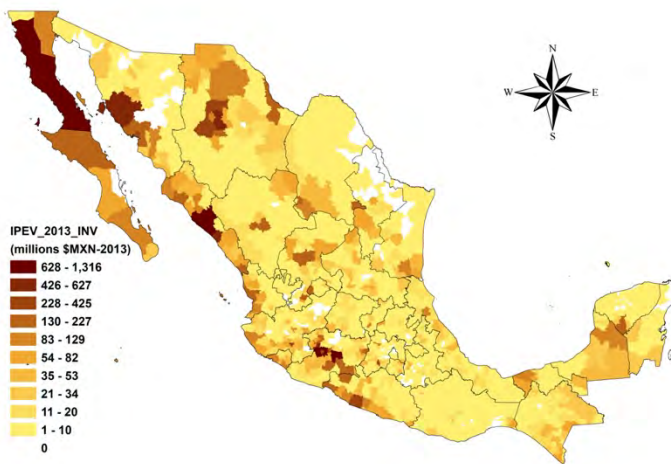 N
W E
S
IPEV_2013_INV
(millions $MXN-2013)
628 - 1,316
426 - 627
228 - 425
130 - 227
83 - 129
54 - 82
35 - 53
21 - 34
11 - 20
1 - 10
0